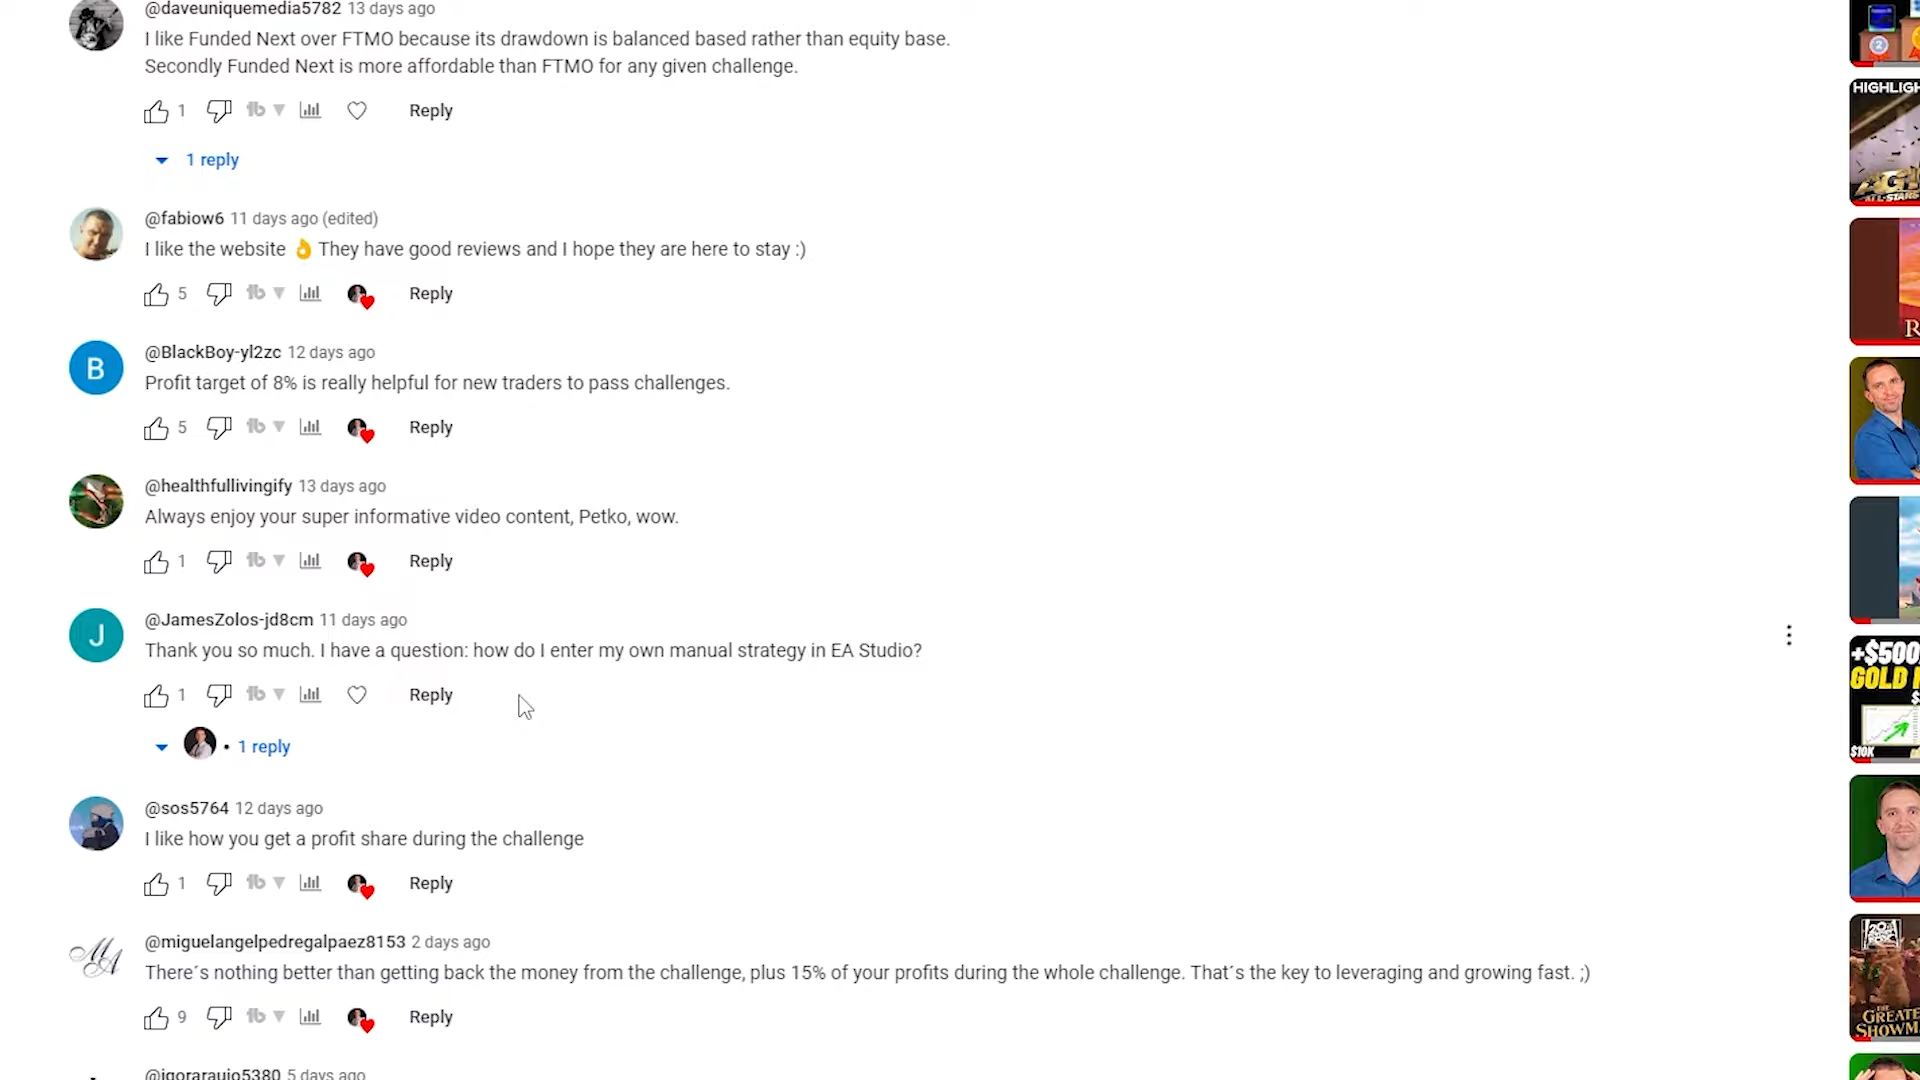 @daveuniquemedia5782 13 days ago
I like Funded Next over FTMO because its drawdown is balanced based rather than equity base.
Secondly Funded Next is more affordable than FTMO for any given challenge.
1 Reply
1 reply
@fabiow6 11 days ago (edited)
I like the website 👌 They have good reviews and I hope they are here to stay :)
5 Reply
B
@BlackBoy-yl2zc 12 days ago
Profit target of 8% is really helpful for new traders to pass challenges.
5 Reply
@healthfullivingify 13 days ago
Always enjoy your super informative video content, Petko, wow.
1 Reply
J
@JamesZolos-jd8cm 11 days ago
Thank you so much. I have a question: how do I enter my own manual strategy in EA Studio?
1 Reply
• 1 reply
@sos5764 12 days ago
I like how you get a profit share during the challenge
1 Reply
MA
@miguelangelpedregalpaez8153 2 days ago
There´s nothing better than getting back the money from the challenge, plus 15% of your profits during the whole challenge. That´s the key to leveraging and growing fast. ;)
9 Reply
@igoraraujo5380 5 days ago
2
HIGHLIGH
AG
ALL-STARS
R
+$500
GOLD
$10K
20
THE
GREATE
SHOWM